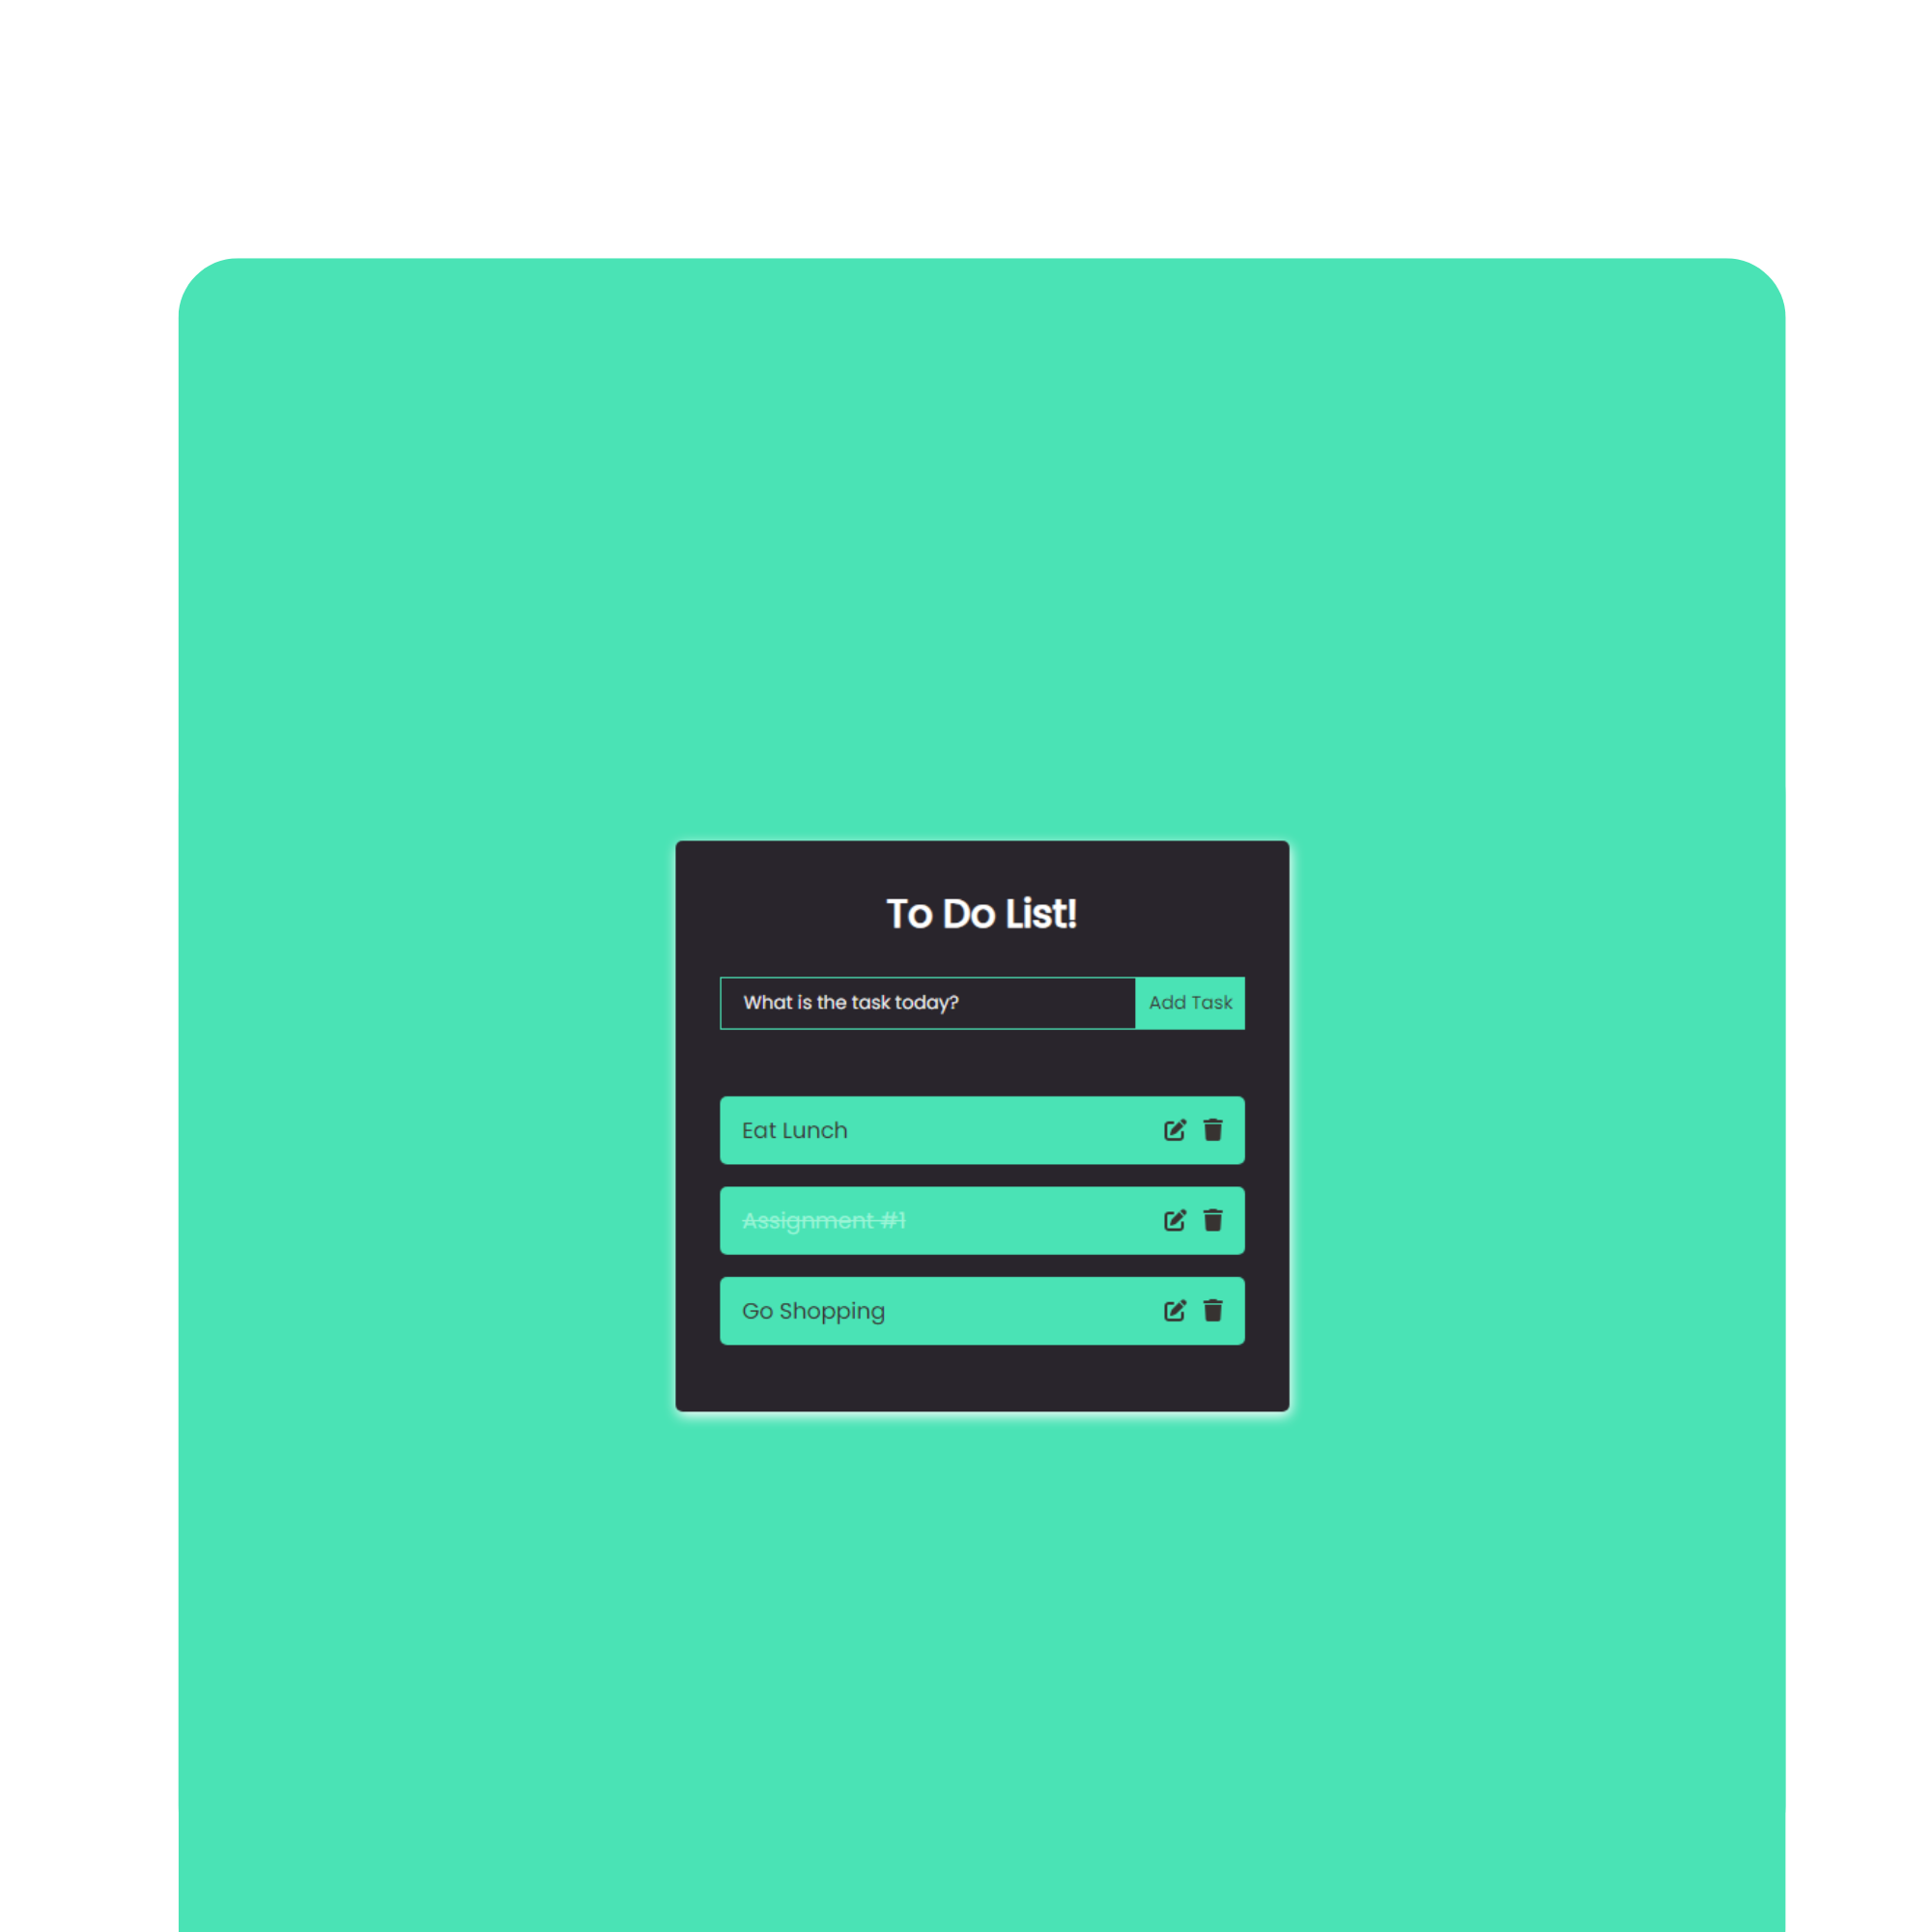 To Do List!
What is the task today? Add Task
Eat Lunch
Assignment #1
Go Shopping